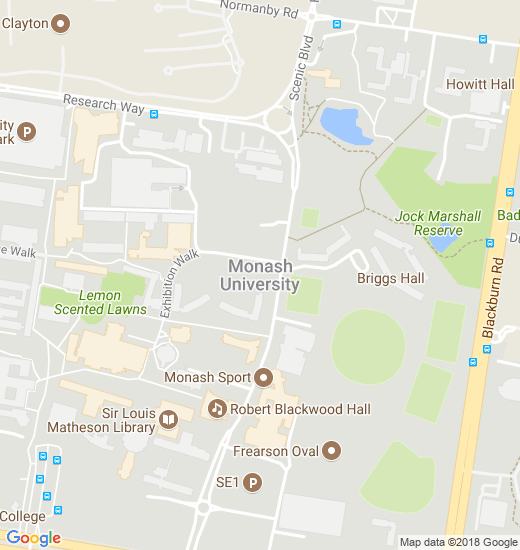 Normanby Rd
Clayton
Scenic Blvd
Howitt Hall
Research Way
P
Jock Marshall
Reserve
Walk
Exhibition Walk
Monash
University
Briggs Hall
Blackburn Rd
Lemon
Scented Lawns
Monash Sport
Robert Blackwood Hall
Sir Louis
Matheson Library
Frearson Oval
SE1 P
College
Google
Map data ©2018 Google